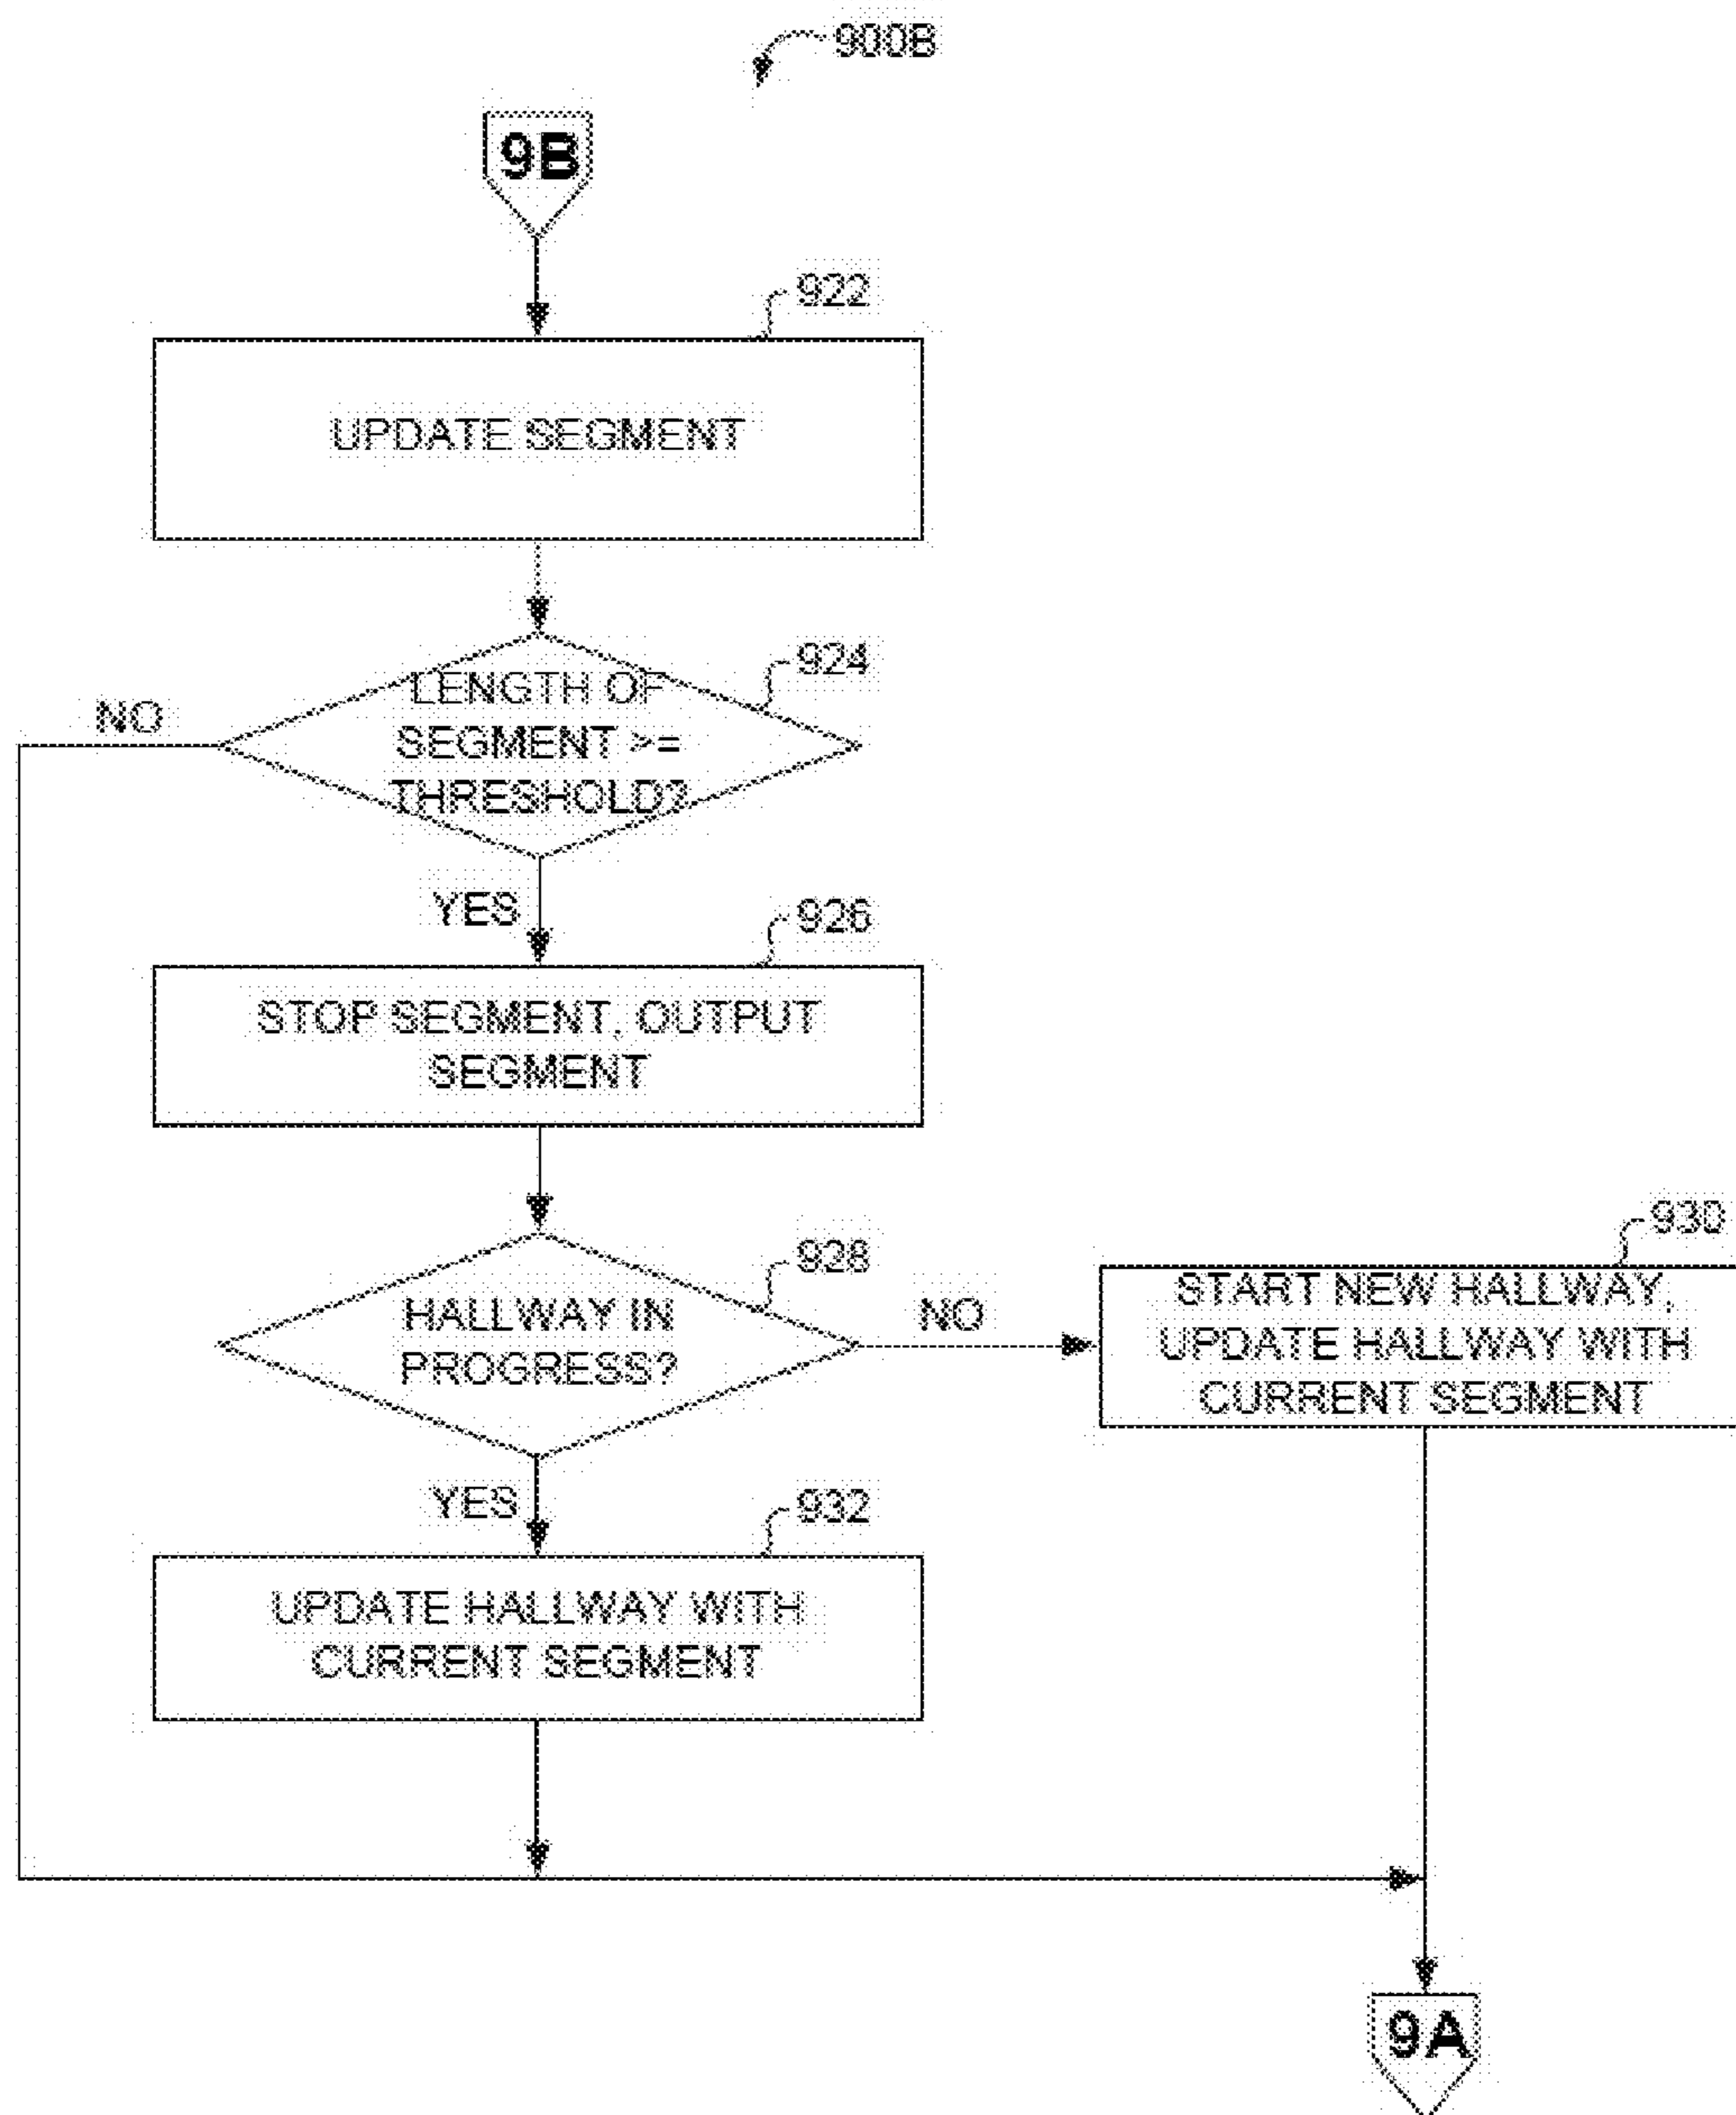 900B
9B
922
UPDATE SEGMENT
924
NO
LENGTH OF
SEGMENT >=
THRESHOLD?
YES
926
STOP SEGMENT, OUTPUT
SEGMENT
928
HALLWAY IN
PROGRESS?
NO
930
START NEW HALLWAY,
UPDATE HALLWAY WITH
CURRENT SEGMENT
YES
932
UPDATE HALLWAY WITH
CURRENT SEGMENT
9A